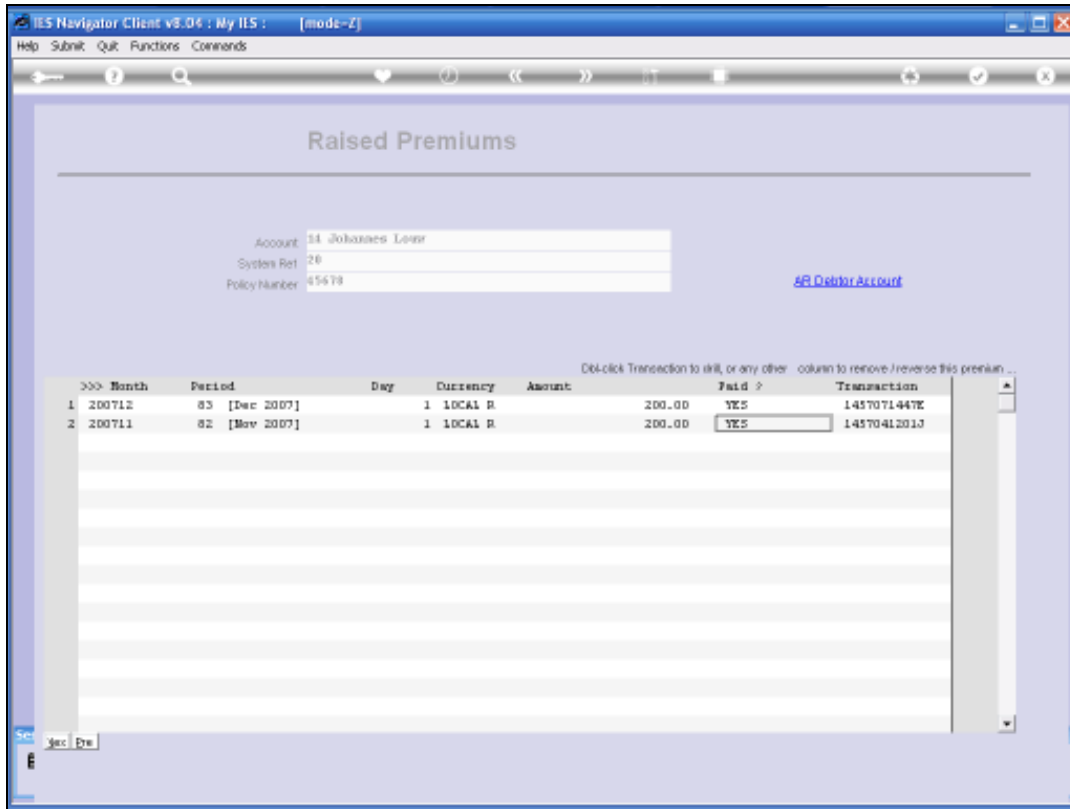 IES Navigator Client v8.04 : My IES : [mode=Z]
Help Submit Quit Functions Commands
Raised Premiums
Account 14 Johannes Louw
System Ref 20
Policy Number 45678
AR Debtor Account
Dbl-click Transaction to drill, or any other column to remove / reverse this premium ...
>>> Month Period Day Currency Amount Paid ? Transaction
1 200712 83 [Dec 2007] 1 LOCAL R 200.00 YES 1457071447K
2 200711 82 [Nov 2007] 1 LOCAL R 200.00 YES 1457041201J
Nex Pre